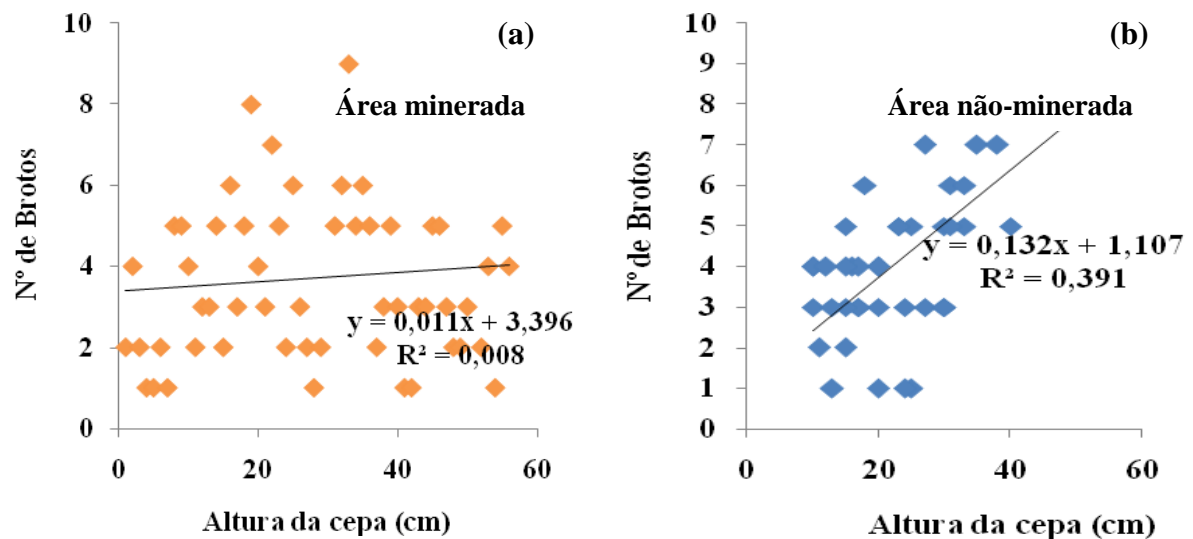 (a)
Área minerada
Nº de Brotos
10
8
6
4
2
0
y = 0,011x + 3,396
R² = 0,008
0 20 40 60
Altura da cepa (cm)
(b)
Área não-minerada
Nº de Brotos
10
9
8
7
6
5
4
3
2
1
0
y = 0,132x + 1,107
R² = 0,391
0 20 40 60
Altura da cepa (cm)